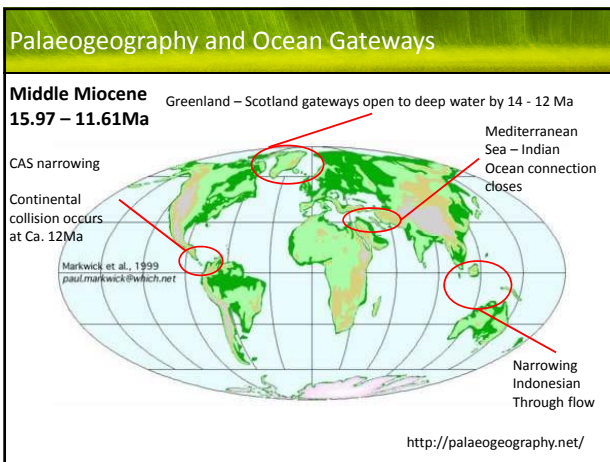 Palaeogeography and Ocean Gateways
Middle Miocene
15.97 – 11.61Ma
Greenland – Scotland gateways open to deep water by 14 - 12 Ma
Mediterranean
Sea – Indian
Ocean connection
closes
CAS narrowing
Continental
collision occurs
at Ca. 12Ma
Markwick et al., 1999
paul.markwick@which.net
Narrowing
Indonesian
Through flow
http://palaeogeography.net/